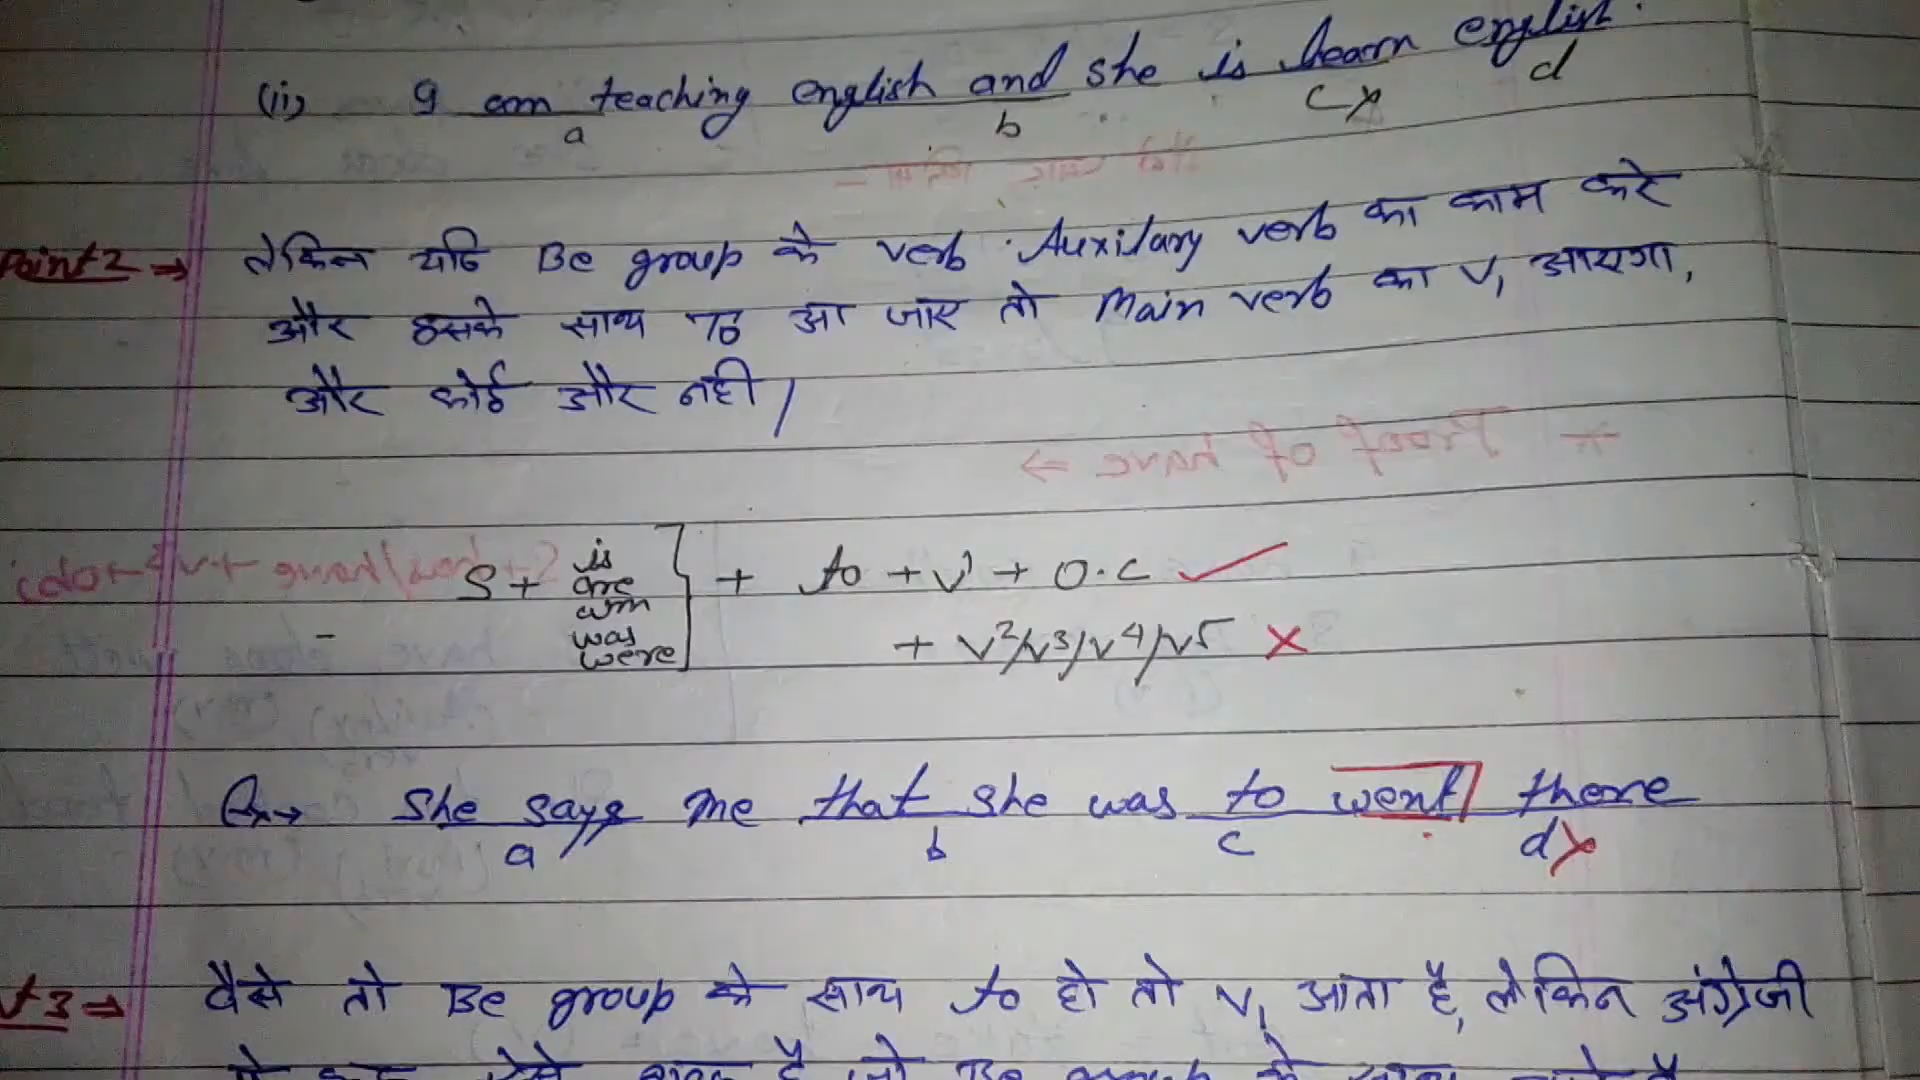 (ii) I am teaching english and she is learn english.
a b c× d
Point 2 ⇒ लेकिन यदि Be group के verb Auxilary verb का काम करे
और इसके साथ To आ जाए तो Main verb का V1 आएगा,
और कोई और नही।
S + is are am was were } + to + V1 + O.C ✓
+ V2/V3/V4/V5 ×
Ex→ She says me that she was to went there
a b c d×
t 3 ⇒ वैसे तो Be group के साथ to हो तो V1 आता है, लेकिन अंग्रेजी